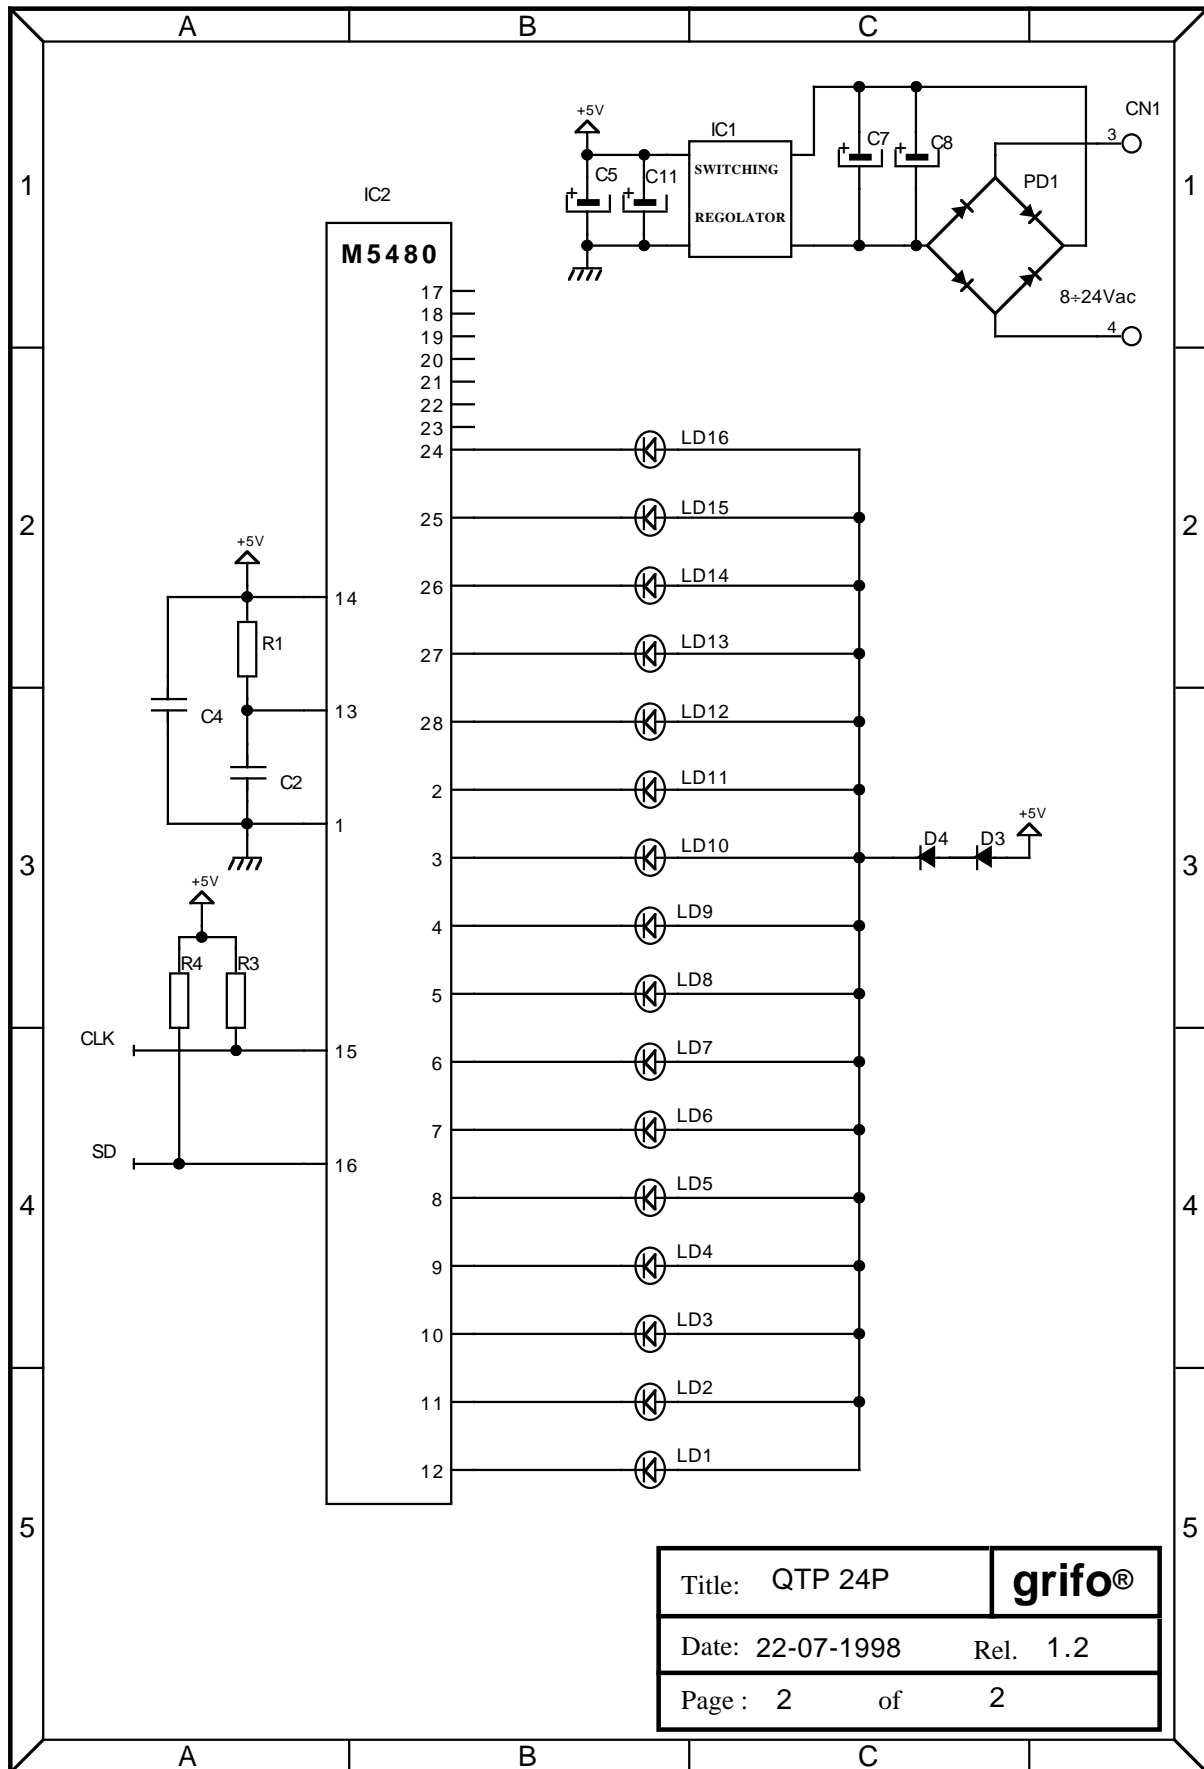 A B C
+5V
IC1
C7
C8
CN1
3
1
C5
C11
SWITCHING
REGOLATOR
PD1
1
IC2
M5480
8÷24Vac
4
17
18
19
20
21
22
23
24 LD16
2
25 LD15
2
+5V
26 LD14
14
R1
27 LD13
C4
13
28 LD12
C2
2 LD11
1
3
3 LD10
D4 D3
+5V
3
+5V
4 LD9
R4 R3
5 LD8
CLK
15
6 LD7
7 LD6
SD
16
4
8 LD5
4
9 LD4
10 LD3
11 LD2
12 LD1
5
5
Title: QTP 24P grifo®
Date: 22-07-1998 Rel. 1.2
Page : 2 of 2
A B C